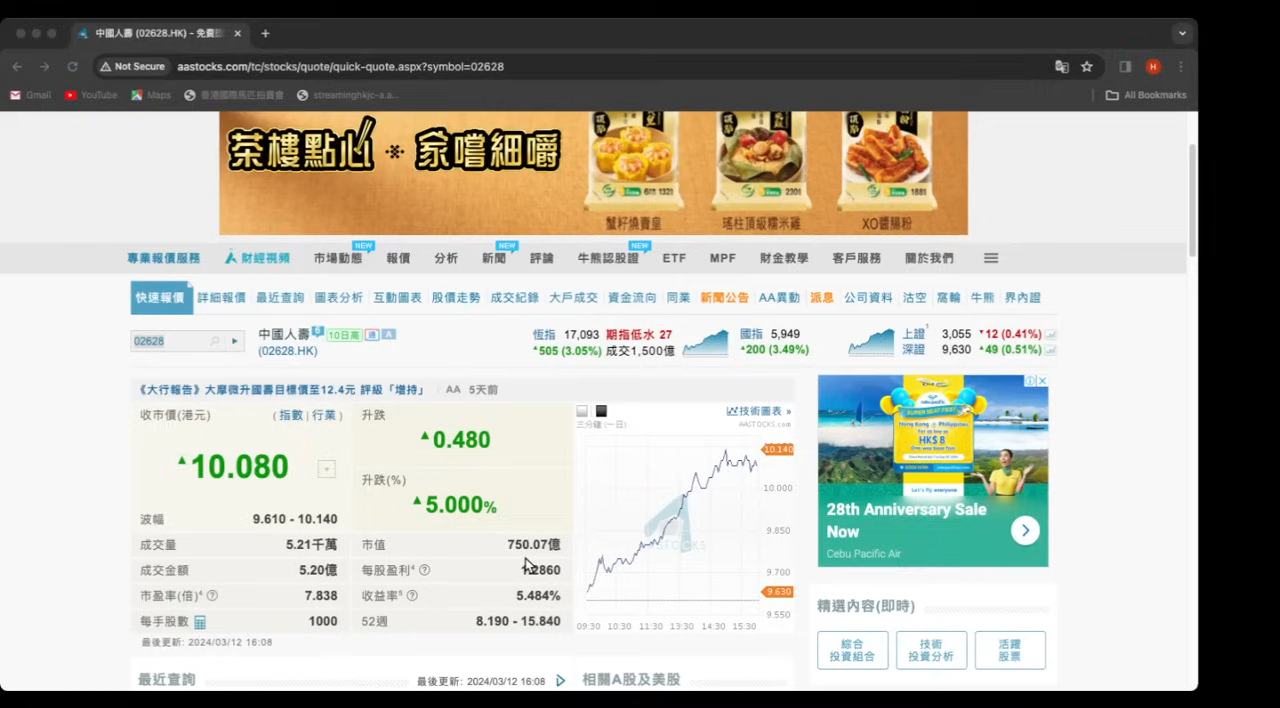 中國人壽 (02628.HK) - 免費
Not Secure
aastocks.com/tc/stocks/quote/quick-quote.aspx?symbol=02628
H
Gmail
YouTube
Maps
香港國際馬匹拍賣會
streaminghkjc-a.a...
All Bookmarks
茶樓點心 家嚐細嚼
蟹籽燒賣皇
瑤柱頂級糯米雞
XO醬腸粉
專業報價服務
財經視頻
市場動態
NEW
報價
分析
新聞
NEW
評論
牛熊認股證
NEW
ETF
MPF
財金教學
客戶服務
關於我們
快速報價
詳細報價
最近查詢
圖表分析
互動圖表
股價走勢
成交紀錄
大戶成交
資金流向
同業
新聞公告
AA異動
派息
公司資料
沽空
窩輪
牛熊
界內證
02628
中國人壽
10日高
通
A
(02628.HK)
恆指 17,093 期指低水 27
505 (3.05%) 成交1,500億
國指 5,949
200 (3.49%)
上證 3,055 12 (0.41%)
深證 9,630 49 (0.51%)
《大行報告》大摩微升國壽目標價至12.4元 評級「增持」
AA 5天前
收市價(港元)
( 指數 | 行業 )
10.080
升跌
0.480
升跌(%)
5.000%
波幅 9.610 - 10.140
成交量 5.21千萬
市值 750.07億
成交金額 5.20億
每股盈利
市盈率(倍) 7.838
收益率 5.484%
每手股數 1000
52週 8.190 - 15.840
最後更新: 2024/03/12 16:08
三分鐘 (一日)
技術圖表 »
AASTOCKS.com
10.140
10.000
9.850
9.700
9.630
9.550
09:30 10:30 11:30 13:30 14:30 15:30
SUPER SEAT FEST
Hong Kong - Philippines
HK$ 8
Let's fly everyone
28th Anniversary Sale
Now
Cebu Pacific Air
精選內容(即時)
綜合
投資組合
技術
投資分析
活躍
股票
最近查詢
最後更新: 2024/03/12 16:08
相關A股及美股